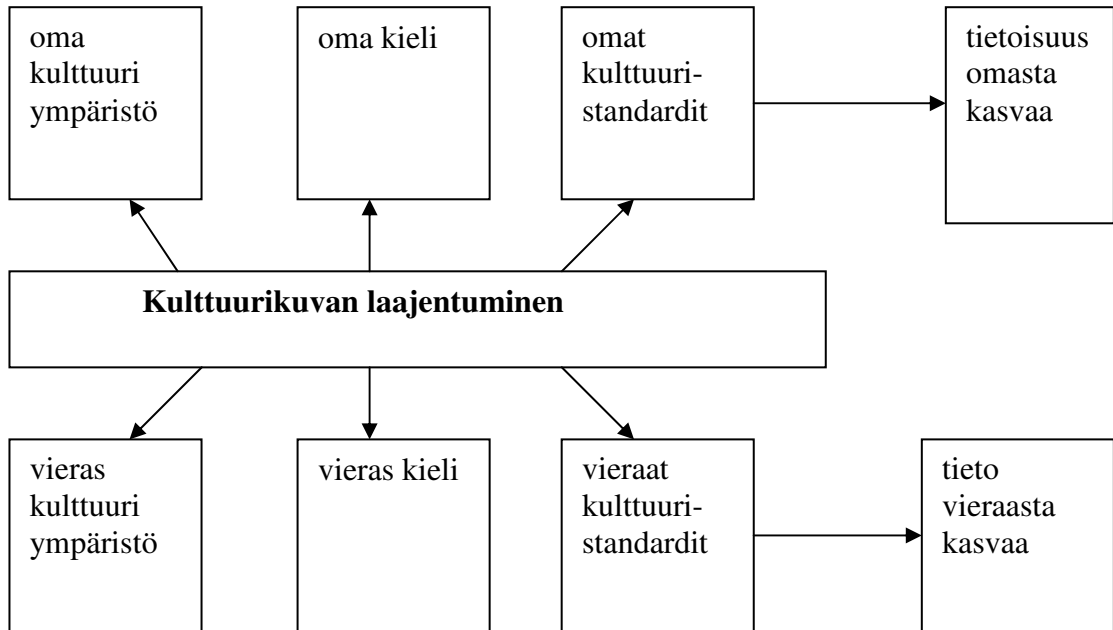 oma
kulttuuri
ympäristö
oma kieli
omat
kulttuuri-
standardit
tietoisuus
omasta
kasvaa
Kulttuurikuvan laajentuminen
vieras
kulttuuri
ympäristö
vieras kieli
vieraat
kulttuuri-
standardit
tieto
vieraasta
kasvaa